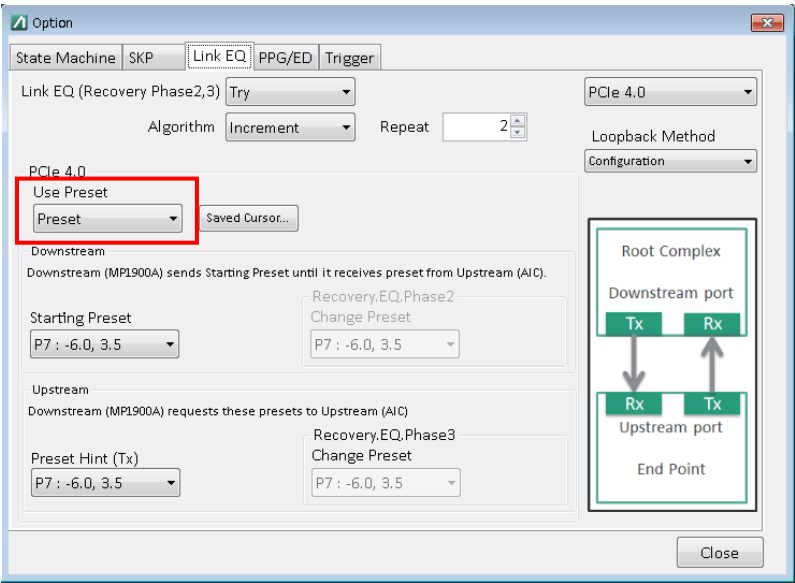 Option
State Machine SKP Link EQ PPG/ED Trigger
Link EQ (Recovery Phase2,3) Try
PCIe 4.0
Algorithm Increment Repeat 2
Loopback Method
Configuration
PCIe 4.0
Use Preset
Preset Saved Cursor...
Downstream
Downstream (MP1900A) sends Starting Preset until it receives preset from Upstream (AIC).
Recovery.EQ.Phase2
Starting Preset Change Preset
P7 : -6.0, 3.5 P7 : -6.0, 3.5
Upstream
Downstream (MP1900A) requests these presets to Upstream (AIC)
Recovery.EQ.Phase3
Preset Hint (Tx) Change Preset
P7 : -6.0, 3.5 P7 : -6.0, 3.5
Root Complex
Downstream port
Tx Rx
Rx Tx
Upstream port
End Point
Close